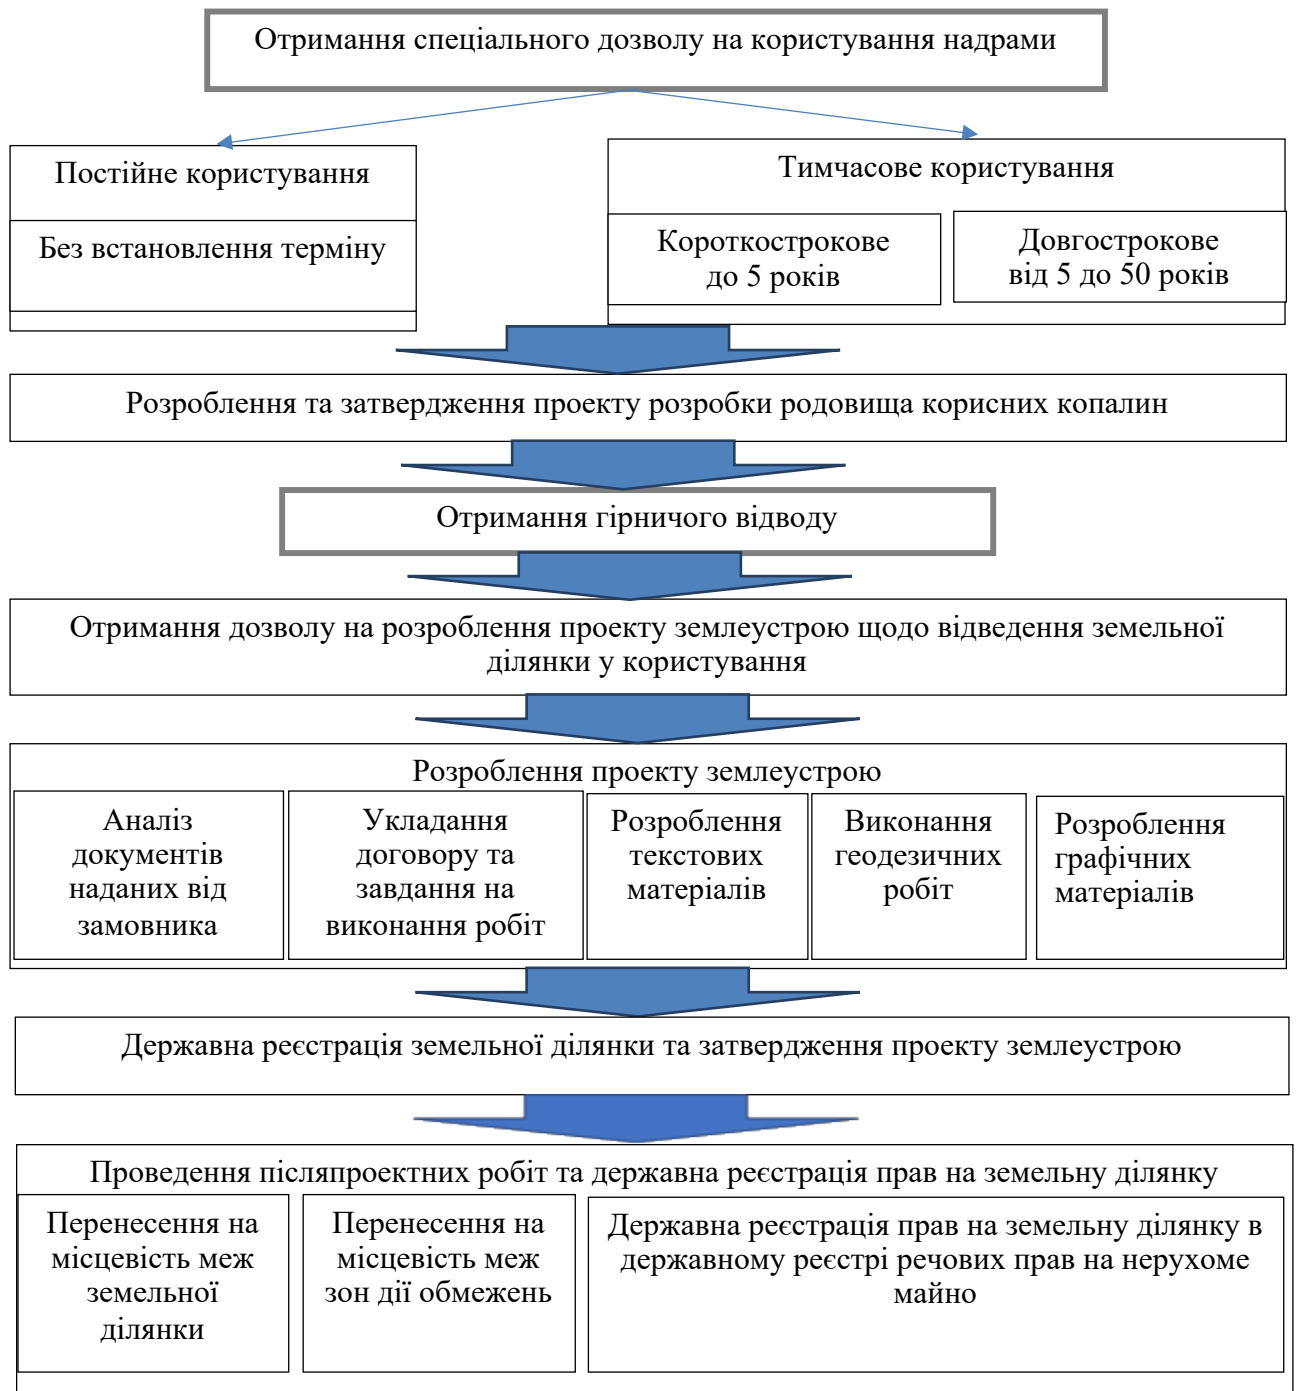 Отримання спеціального дозволу на користування надрами
Постійне користування
Без встановлення терміну
Тимчасове користування
Короткострокове
до 5 років
Довгострокове
від 5 до 50 років
Розроблення та затвердження проекту розробки родовища корисних копалин
Отримання гірничого відводу
Отримання дозволу на розроблення проекту землеустрою щодо відведення земельної
ділянки у користування
Розроблення проекту землеустрою
Аналіз
документів
наданих від
замовника
Укладання
договору та
завдання на
виконання робіт
Розроблення
текстових
матеріалів
Виконання
геодезичних
робіт
Розроблення
графічних
матеріалів
Державна реєстрація земельної ділянки та затвердження проекту землеустрою
Проведення післяпроектних робіт та державна реєстрація прав на земельну ділянку
Перенесення на
місцевість меж
земельної
ділянки
Перенесення на
місцевість меж
зон дії обмежень
Державна реєстрація прав на земельну ділянку в
державному реєстрі речових прав на нерухоме
майно